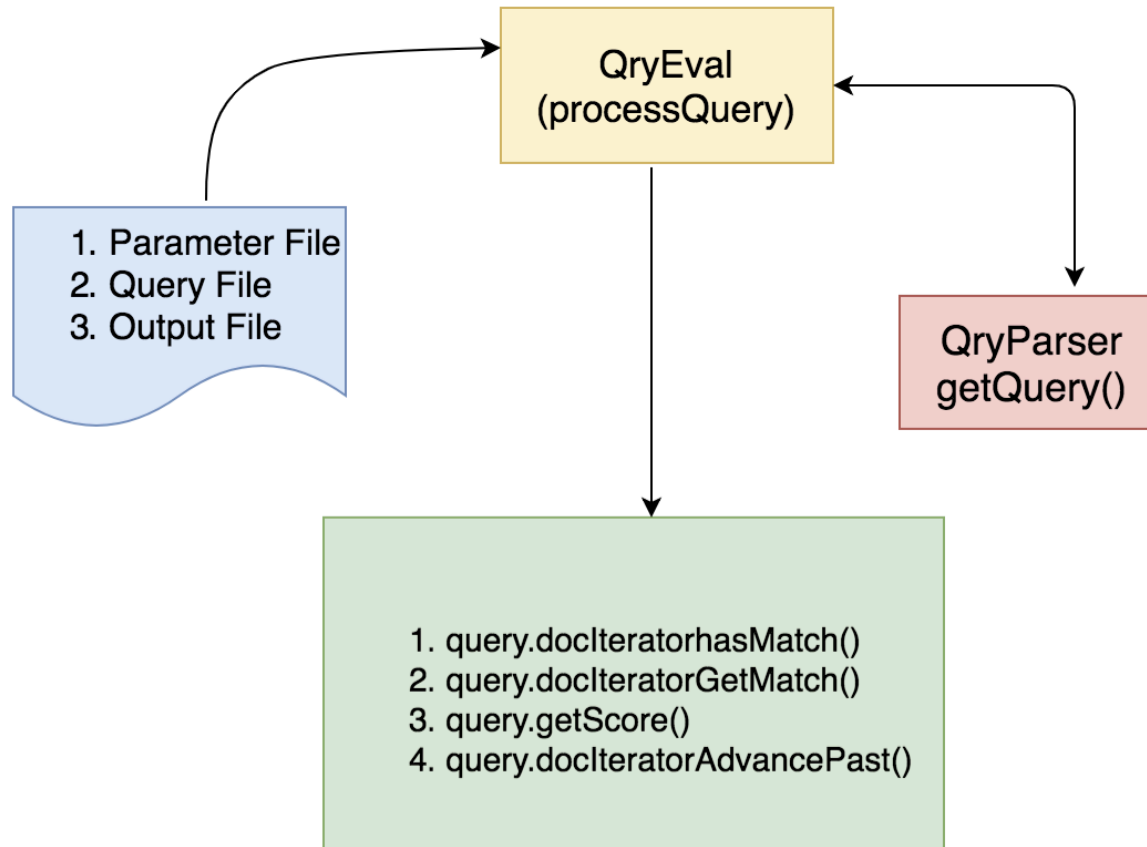 QryEval
(processQuery)
1. Parameter File
2. Query File
3. Output File
QryParser
getQuery()
1. query.docIteratorhasMatch()
2. query.docIteratorGetMatch()
3. query.getScore()
4. query.docIteratorAdvancePast()